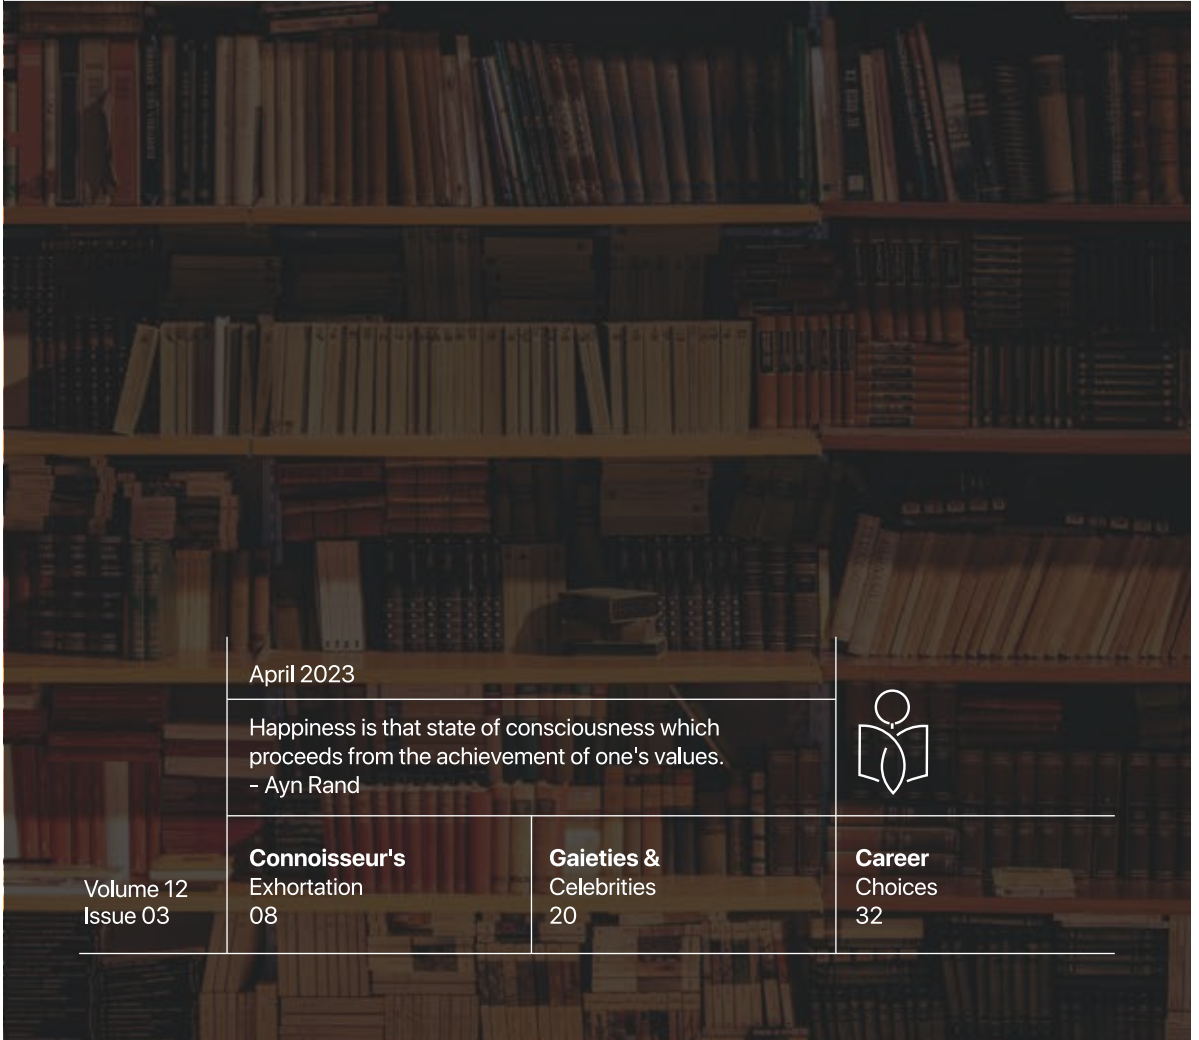 April 2023
Happiness is that state of consciousness which
proceeds from the achievement of one's values.
- Ayn Rand
Volume 12
Issue 03
Connoisseur's
Exhortation
08
Gaieties &
Celebrities
20
Career
Choices
32